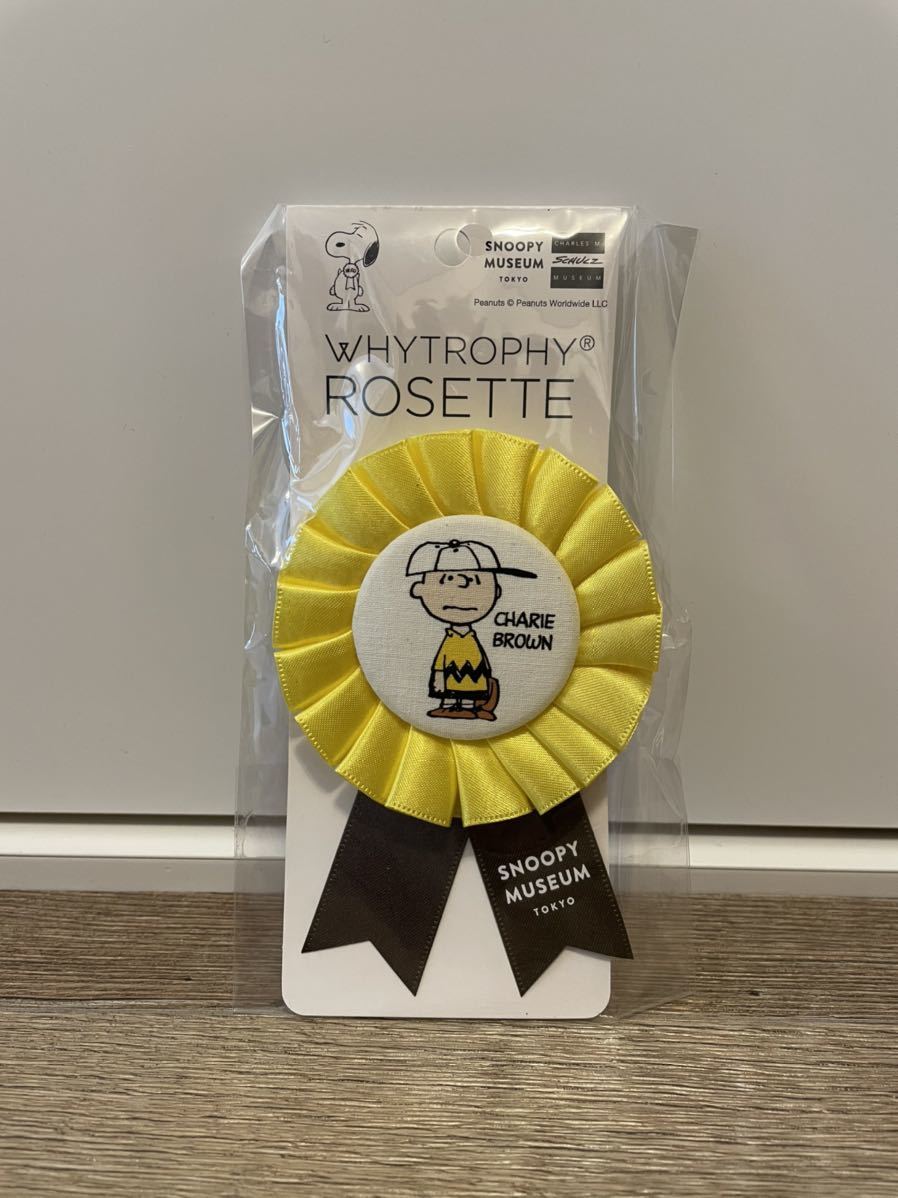 SNOOPY
MUSEUM
TOKYO
CHARLES M.
SCHULZ
MUSEUM
Peanuts © Peanuts Worldwide LLC
WHYTROPHY®
ROSETTE
CHARIE
BROWN
SNOOPY
MUSEUM
TOKYO